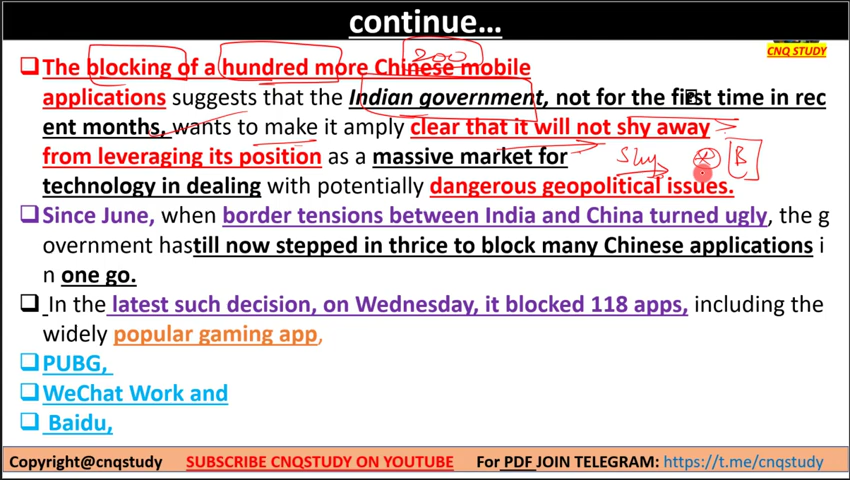 continue...
CNQ STUDY
The blocking of a hundred more Chinese mobile
200
applications suggests that the Indian government, not for the first time in rec
ent months, wants to make it amply clear that it will not shy away
from leveraging its position as a massive market for
Shy
B
technology in dealing with potentially dangerous geopolitical issues.
Since June, when border tensions between India and China turned ugly, the g
overnment hastill now stepped in thrice to block many Chinese applications i
n one go.
In the latest such decision, on Wednesday, it blocked 118 apps, including the
widely popular gaming app,
PUBG,
WeChat Work and
Baidu,
Copyright@cnqstudy SUBSCRIBE CNQSTUDY ON YOUTUBE For PDF JOIN TELEGRAM: https://t.me/cnqstudy